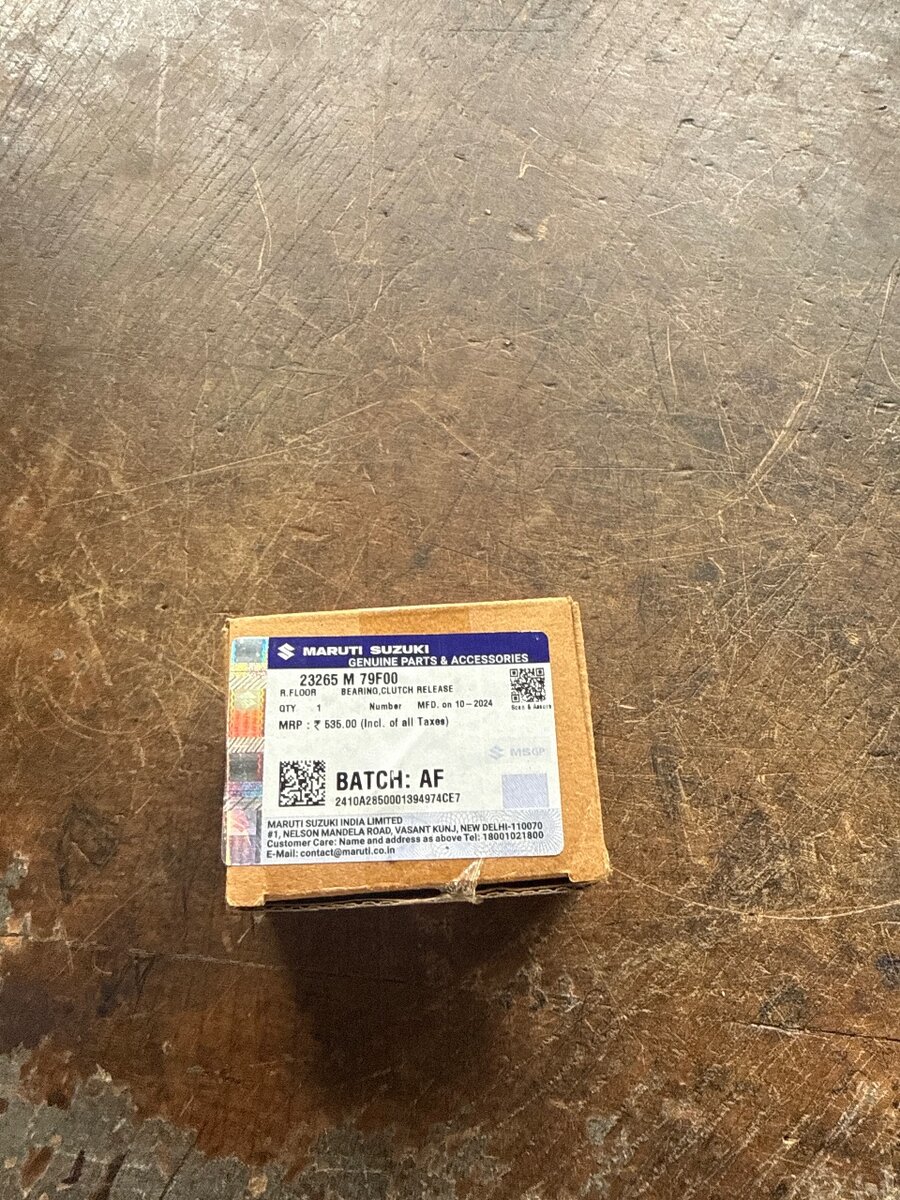 MARUTI SUZUKI
GENUINE PARTS & ACCESSORIES
23265 M 79F00
R.FLOOR BEARING,CLUTCH RELEASE
QTY 1 Number MFD. on 10-2024
MRP : ₹ 535.00 (Incl. of all Taxes)
Scan & Assure
MSGP
BATCH: AF
2410A2850001394974CE7
MARUTI SUZUKI INDIA LIMITED
#1, NELSON MANDELA ROAD, VASANT KUNJ, NEW DELHI-110070
Customer Care: Name and address as above Tel: 18001021800
E-Mail: contact@maruti.co.in